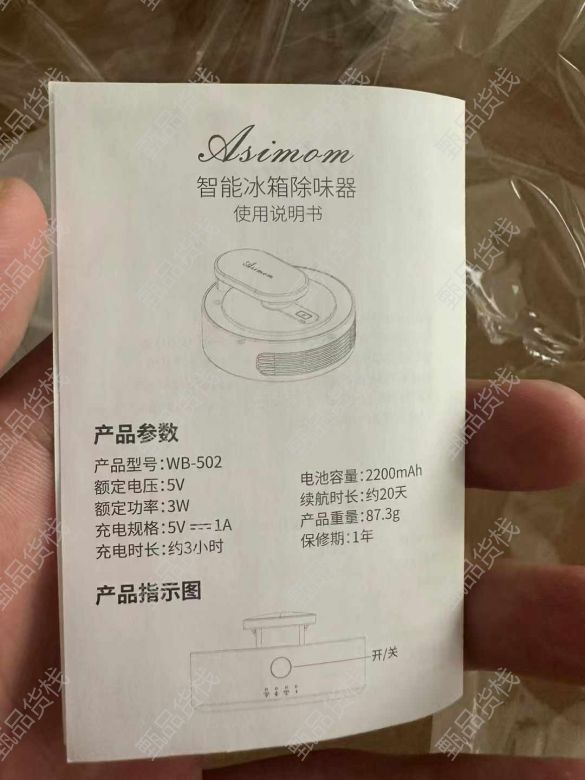 Asimom
智能冰箱除味器
使用说明书
Asimom
产品参数
产品型号:WB-502
额定电压:5V
额定功率:3W
充电规格:5V⎓1A
充电时长:约3小时
电池容量:2200mAh
续航时长:约20天
产品重量:87.3g
保修期:1年
产品指示图
开/关
甄品货栈